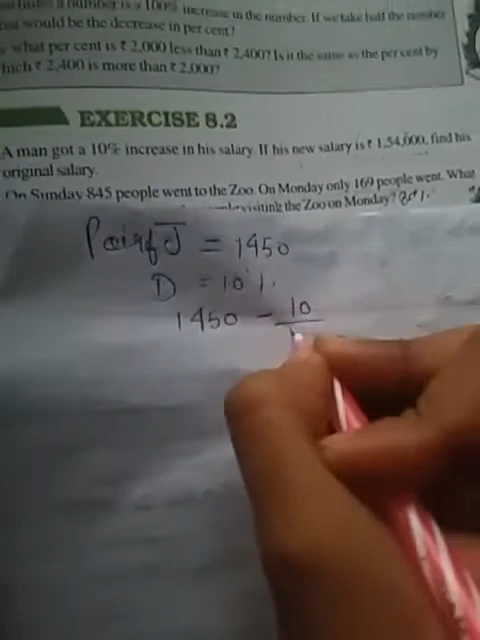 is a 100% increase in the number. If we take half the number
would be the decrease in per cent?
what per cent is ₹ 2,000 less than ₹ 2,400? Is it the same as the per cent by
hich ₹ 2,400 is more than ₹ 2,000?
EXERCISE 8.2
A man got a 10% increase in his salary. If his new salary is ₹ 1,54,000, find his
original salary.
On Sunday 845 people went to the Zoo. On Monday only 169 people went. What
visiting the Zoo on Monday?
= 1450
D = 10%
1450 - 10